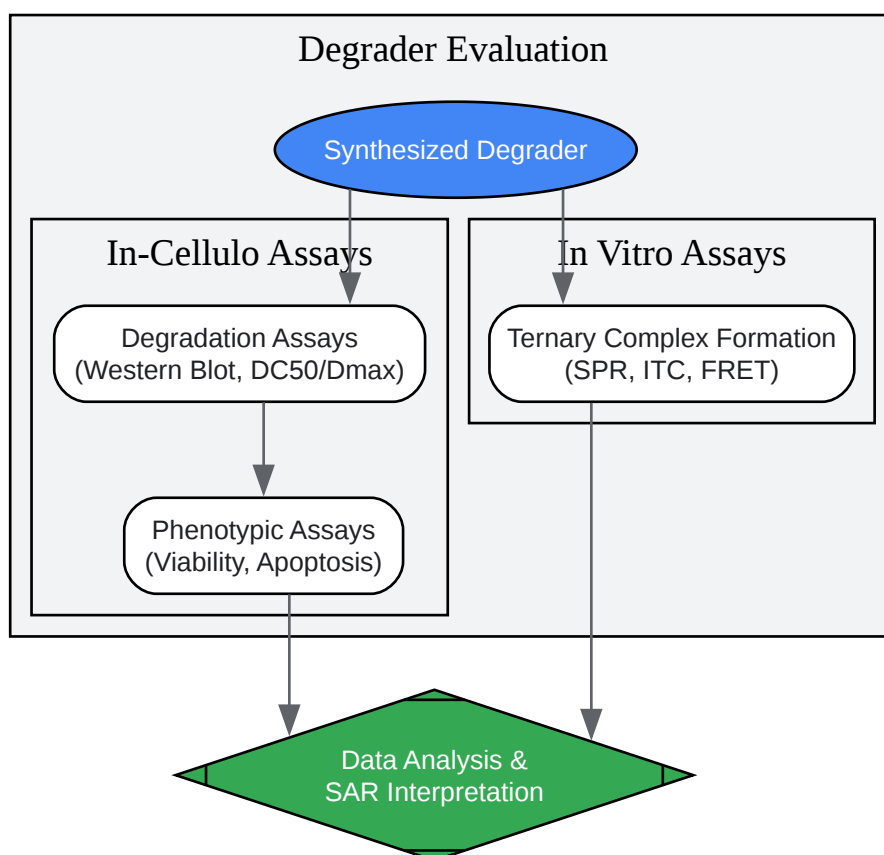 Degrader Evaluation
Synthesized Degrader
In-Cellulo Assays
Degradation Assays
(Western Blot, DC50/Dmax)
Phenotypic Assays
(Viability, Apoptosis)
In Vitro Assays
Ternary Complex Formation
(SPR, ITC, FRET)
Data Analysis &
SAR Interpretation